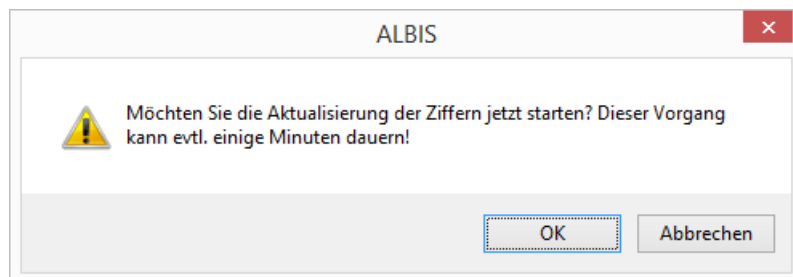 ALBIS
Möchten Sie die Aktualisierung der Ziffern jetzt starten? Dieser Vorgang
kann evtl. einige Minuten dauern!
OK
Abbrechen